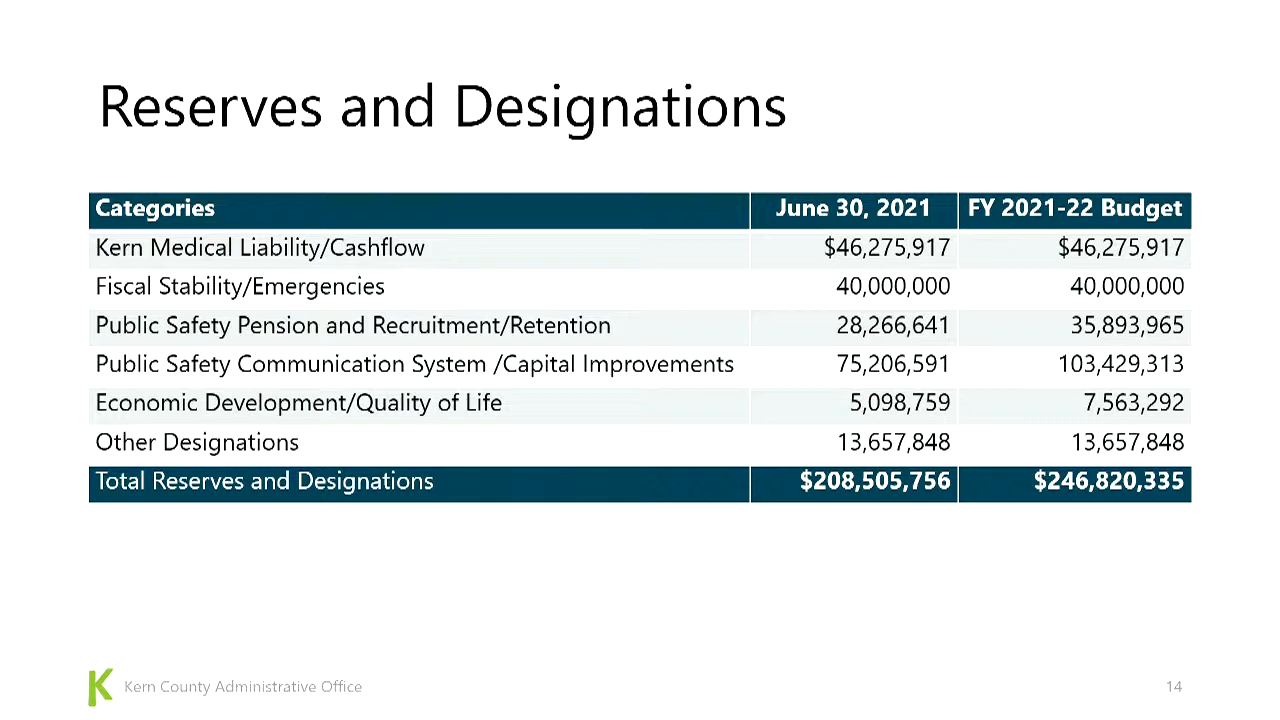 Reserves and Designations
Categories June 30, 2021 FY 2021-22 Budget
Kern Medical Liability/Cashflow $46,275,917 $46,275,917
Fiscal Stability/Emergencies 40,000,000 40,000,000
Public Safety Pension and Recruitment/Retention 28,266,641 35,893,965
Public Safety Communication System /Capital Improvements 75,206,591 103,429,313
Economic Development/Quality of Life 5,098,759 7,563,292
Other Designations 13,657,848 13,657,848
Total Reserves and Designations $208,505,756 $246,820,335
K Kern County Administrative Office 14